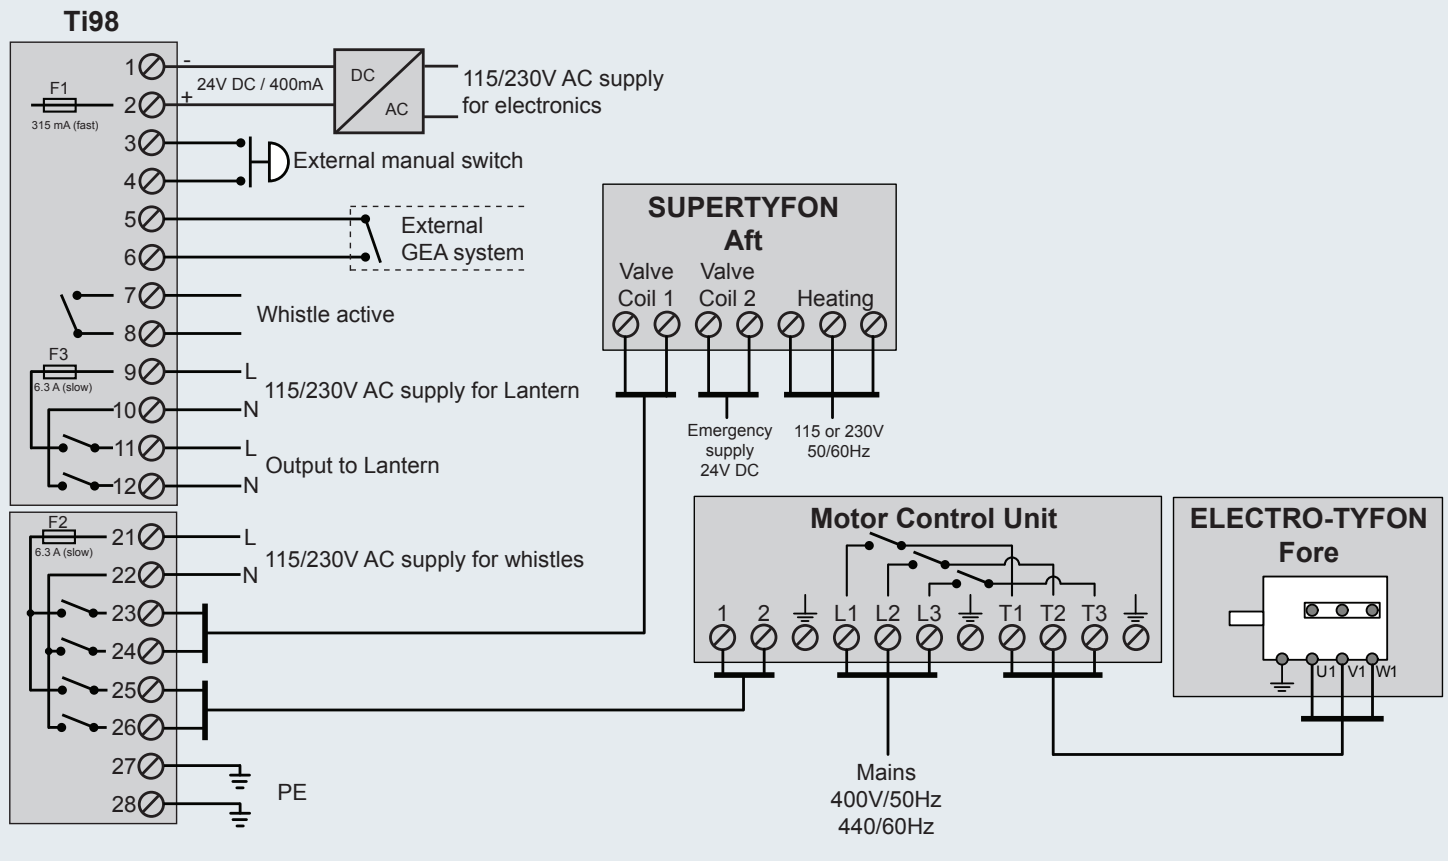 Ti98
1
-
24V DC / 400mA
DC
AC
115/230V AC supply
for electronics
F1
315 mA (fast)
2
+
3
4
External manual switch
5
6
External
GEA system
7
8
Whistle active
F3
6.3 A (slow)
9
L
115/230V AC supply for Lantern
10
N
11
L
Output to Lantern
12
N
F2
6.3 A (slow)
21
L
115/230V AC supply for whistles
22
N
23
24
25
26
27
28
PE
SUPERTYFON
Aft
Valve
Coil 1
Valve
Coil 2
Heating
Emergency
supply
24V DC
115 or 230V
50/60Hz
Motor Control Unit
1
2
L1
L2
L3
T1
T2
T3
Mains
400V/50Hz
440/60Hz
ELECTRO-TYFON
Fore
U1
V1
W1